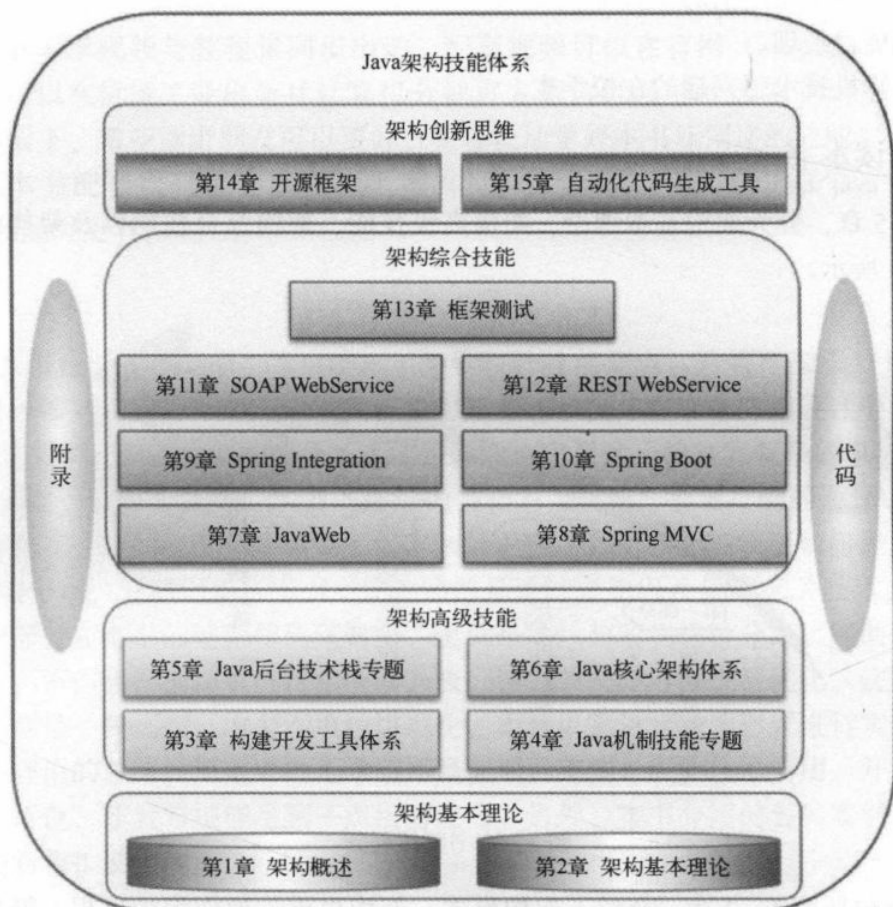 Java架构技能体系
架构创新思维
第14章 开源框架
第15章 自动化代码生成工具
架构综合技能
第13章 框架测试
第11章 SOAP WebService
第12章 REST WebService
第9章 Spring Integration
第10章 Spring Boot
第7章 JavaWeb
第8章 Spring MVC
附录
代码
架构高级技能
第5章 Java后台技术栈专题
第6章 Java核心架构体系
第3章 构建开发工具体系
第4章 Java机制技能专题
架构基本理论
第1章 架构概述
第2章 架构基本理论